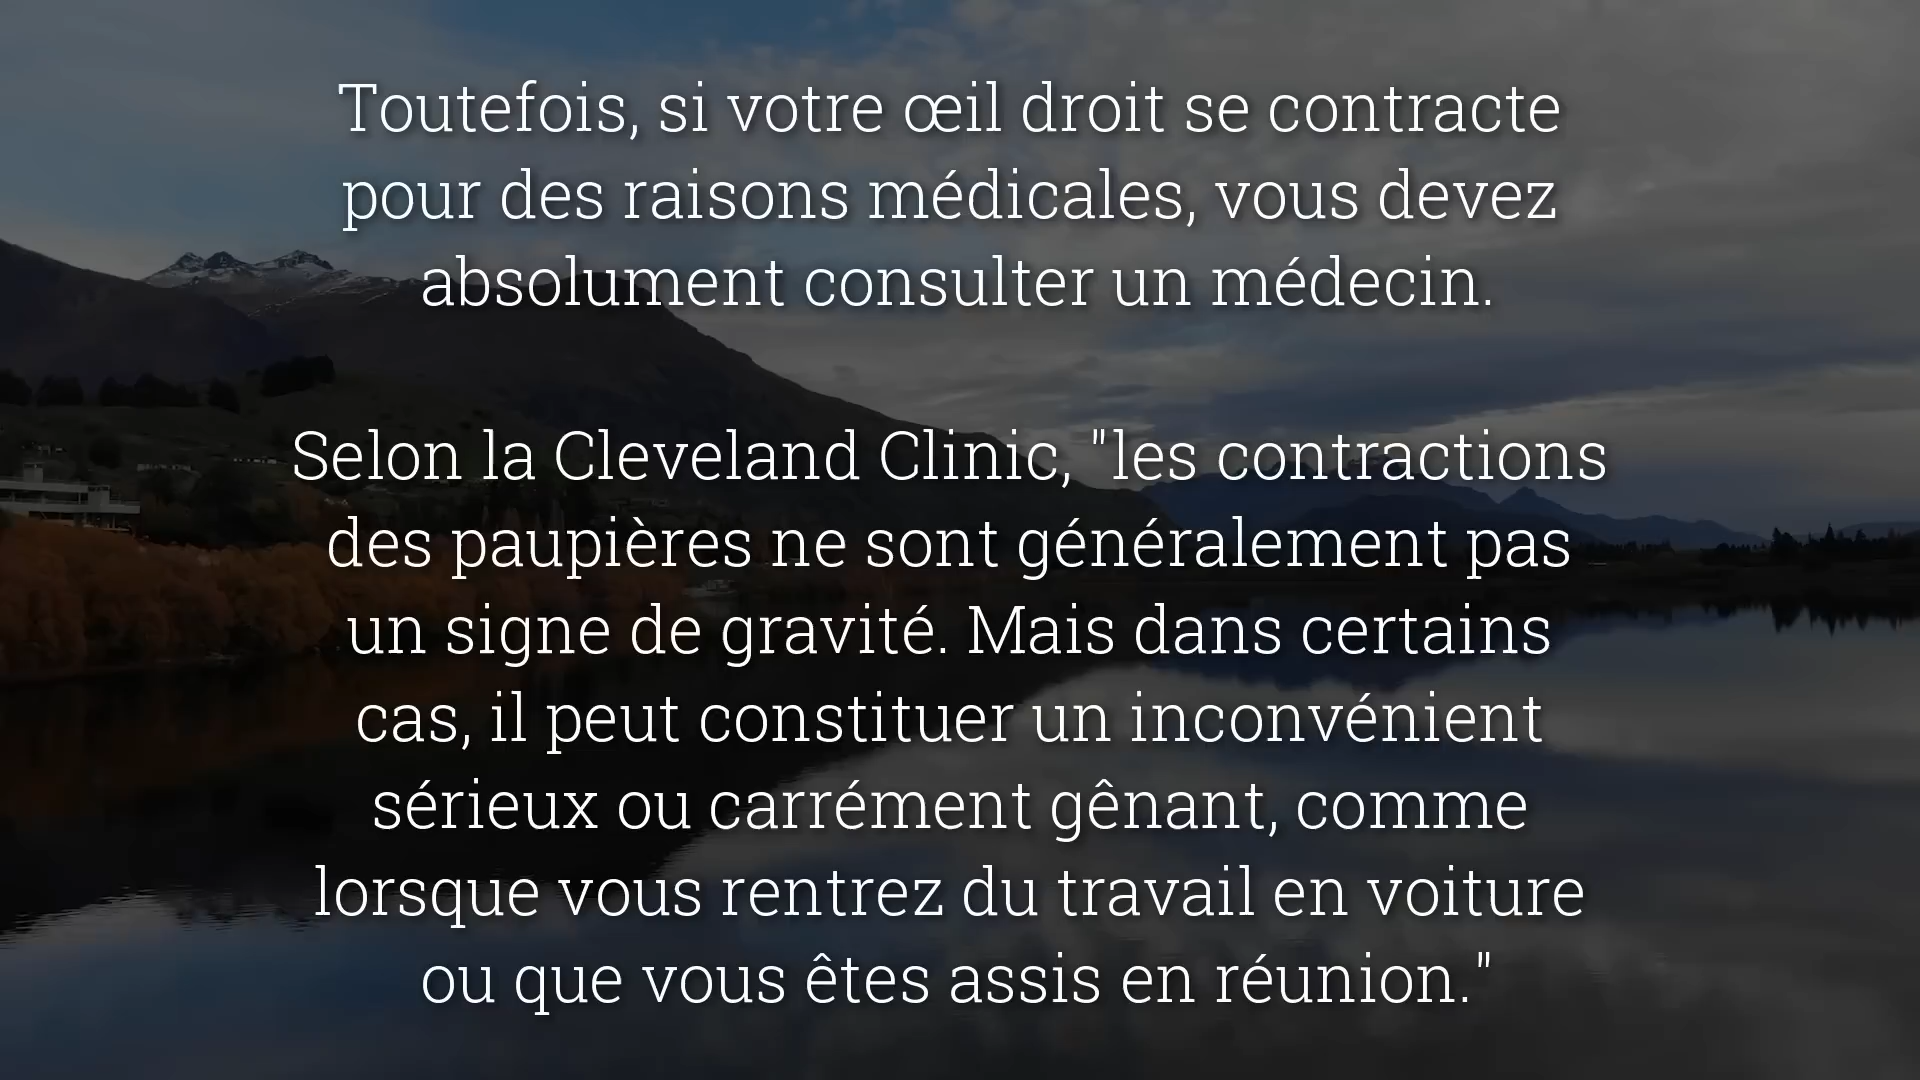 Toutefois, si votre œil droit se contracte
pour des raisons médicales, vous devez
absolument consulter un médecin.
Selon la Cleveland Clinic, "les contractions
des paupières ne sont généralement pas
un signe de gravité. Mais dans certains
cas, il peut constituer un inconvénient
sérieux ou carrément gênant, comme
lorsque vous rentrez du travail en voiture
ou que vous êtes assis en réunion."